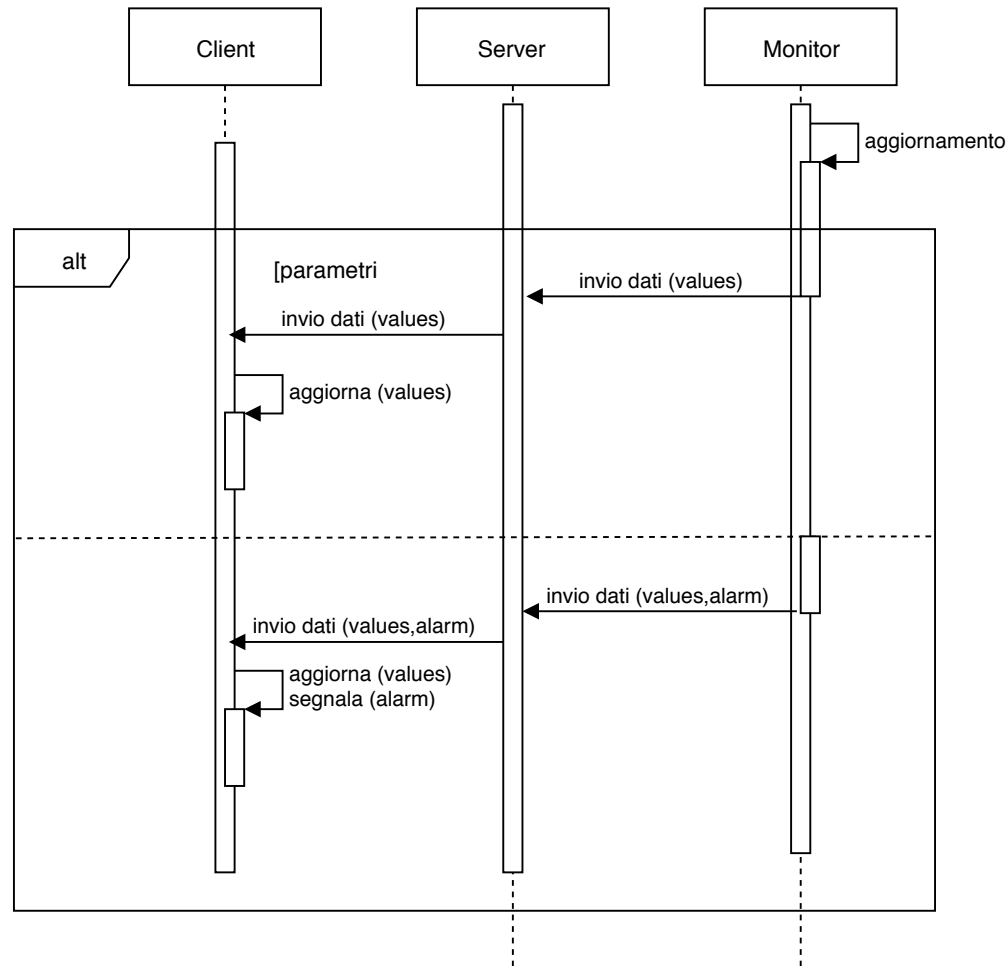 Client
Server
Monitor
aggiornamento
alt
[parametri
invio dati (values)
invio dati (values)
aggiorna (values)
invio dati (values,alarm)
invio dati (values,alarm)
aggiorna (values)
segnala (alarm)